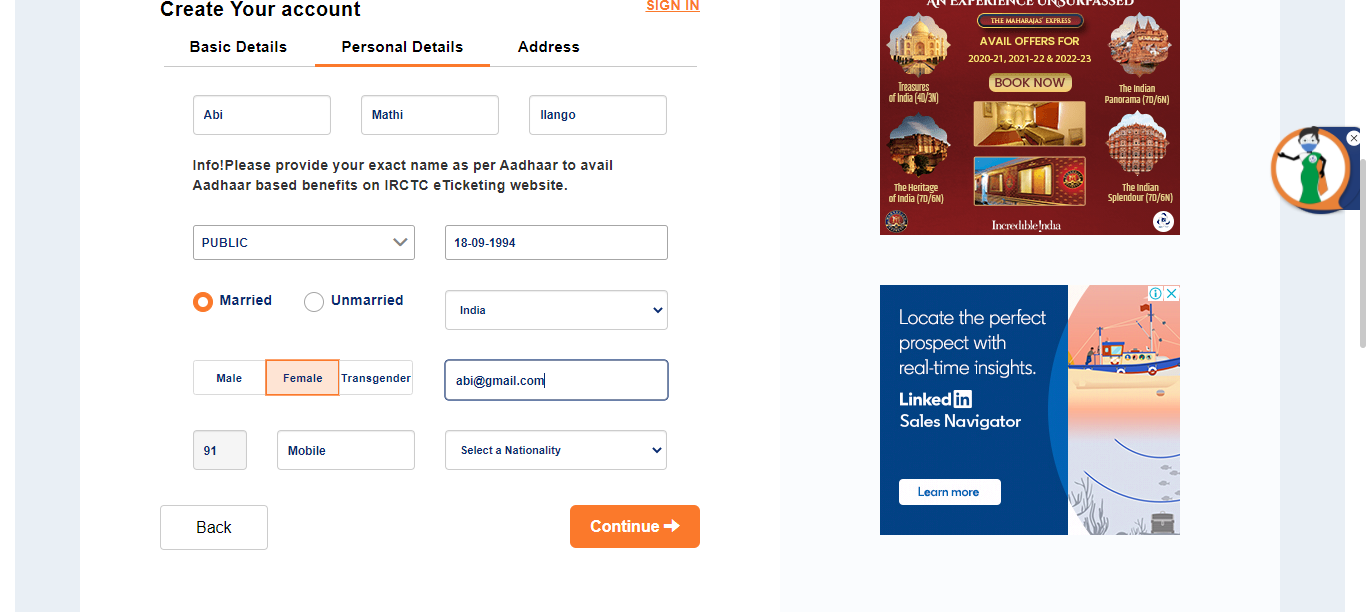 Create Your account
SIGN IN
Basic Details
Personal Details
Address
Abi
Mathi
Ilango
Info!Please provide your exact name as per Aadhaar to avail
Aadhaar based benefits on IRCTC eTicketing website.
PUBLIC
18-09-1994
Married
Unmarried
India
Male
Female
Transgender
abi@gmail.com
91
Mobile
Select a Nationality
Back
Continue
AN EXPERIENCE UNSURPASSED
THE MAHARAJAS' EXPRESS
AVAIL OFFERS FOR
2020-21, 2021-22 & 2022-23
BOOK NOW
Treasures
of India (4D/3N)
The Indian
Panorama (7D/6N)
The Heritage
of India (7D/6N)
The Indian
Splendour (7D/6N)
Incredible!ndia
Locate the perfect
prospect with
real-time insights.
Linked in
Sales Navigator
Learn more